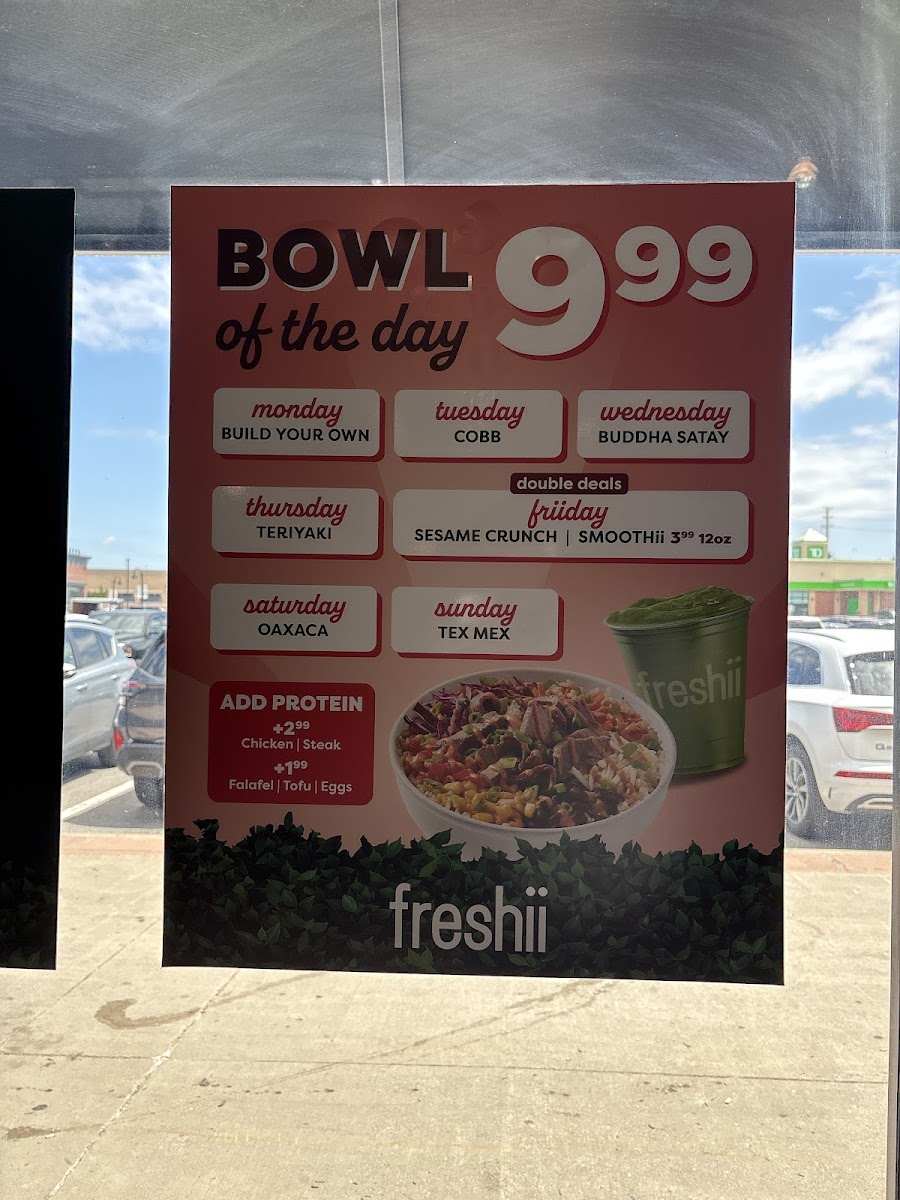 BOWL
of the day
9.99
monday
BUILD YOUR OWN
tuesday
COBB
wednesday
BUDDHA SATAY
thursday
TERIYAKI
double deals
friiday
SESAME CRUNCH | SMOOTHii 3.99 12oz
saturday
OAXACA
sunday
TEX MEX
ADD PROTEIN
+2.99
Chicken | Steak
+1.99
Falafel | Tofu | Eggs
freshii
freshii